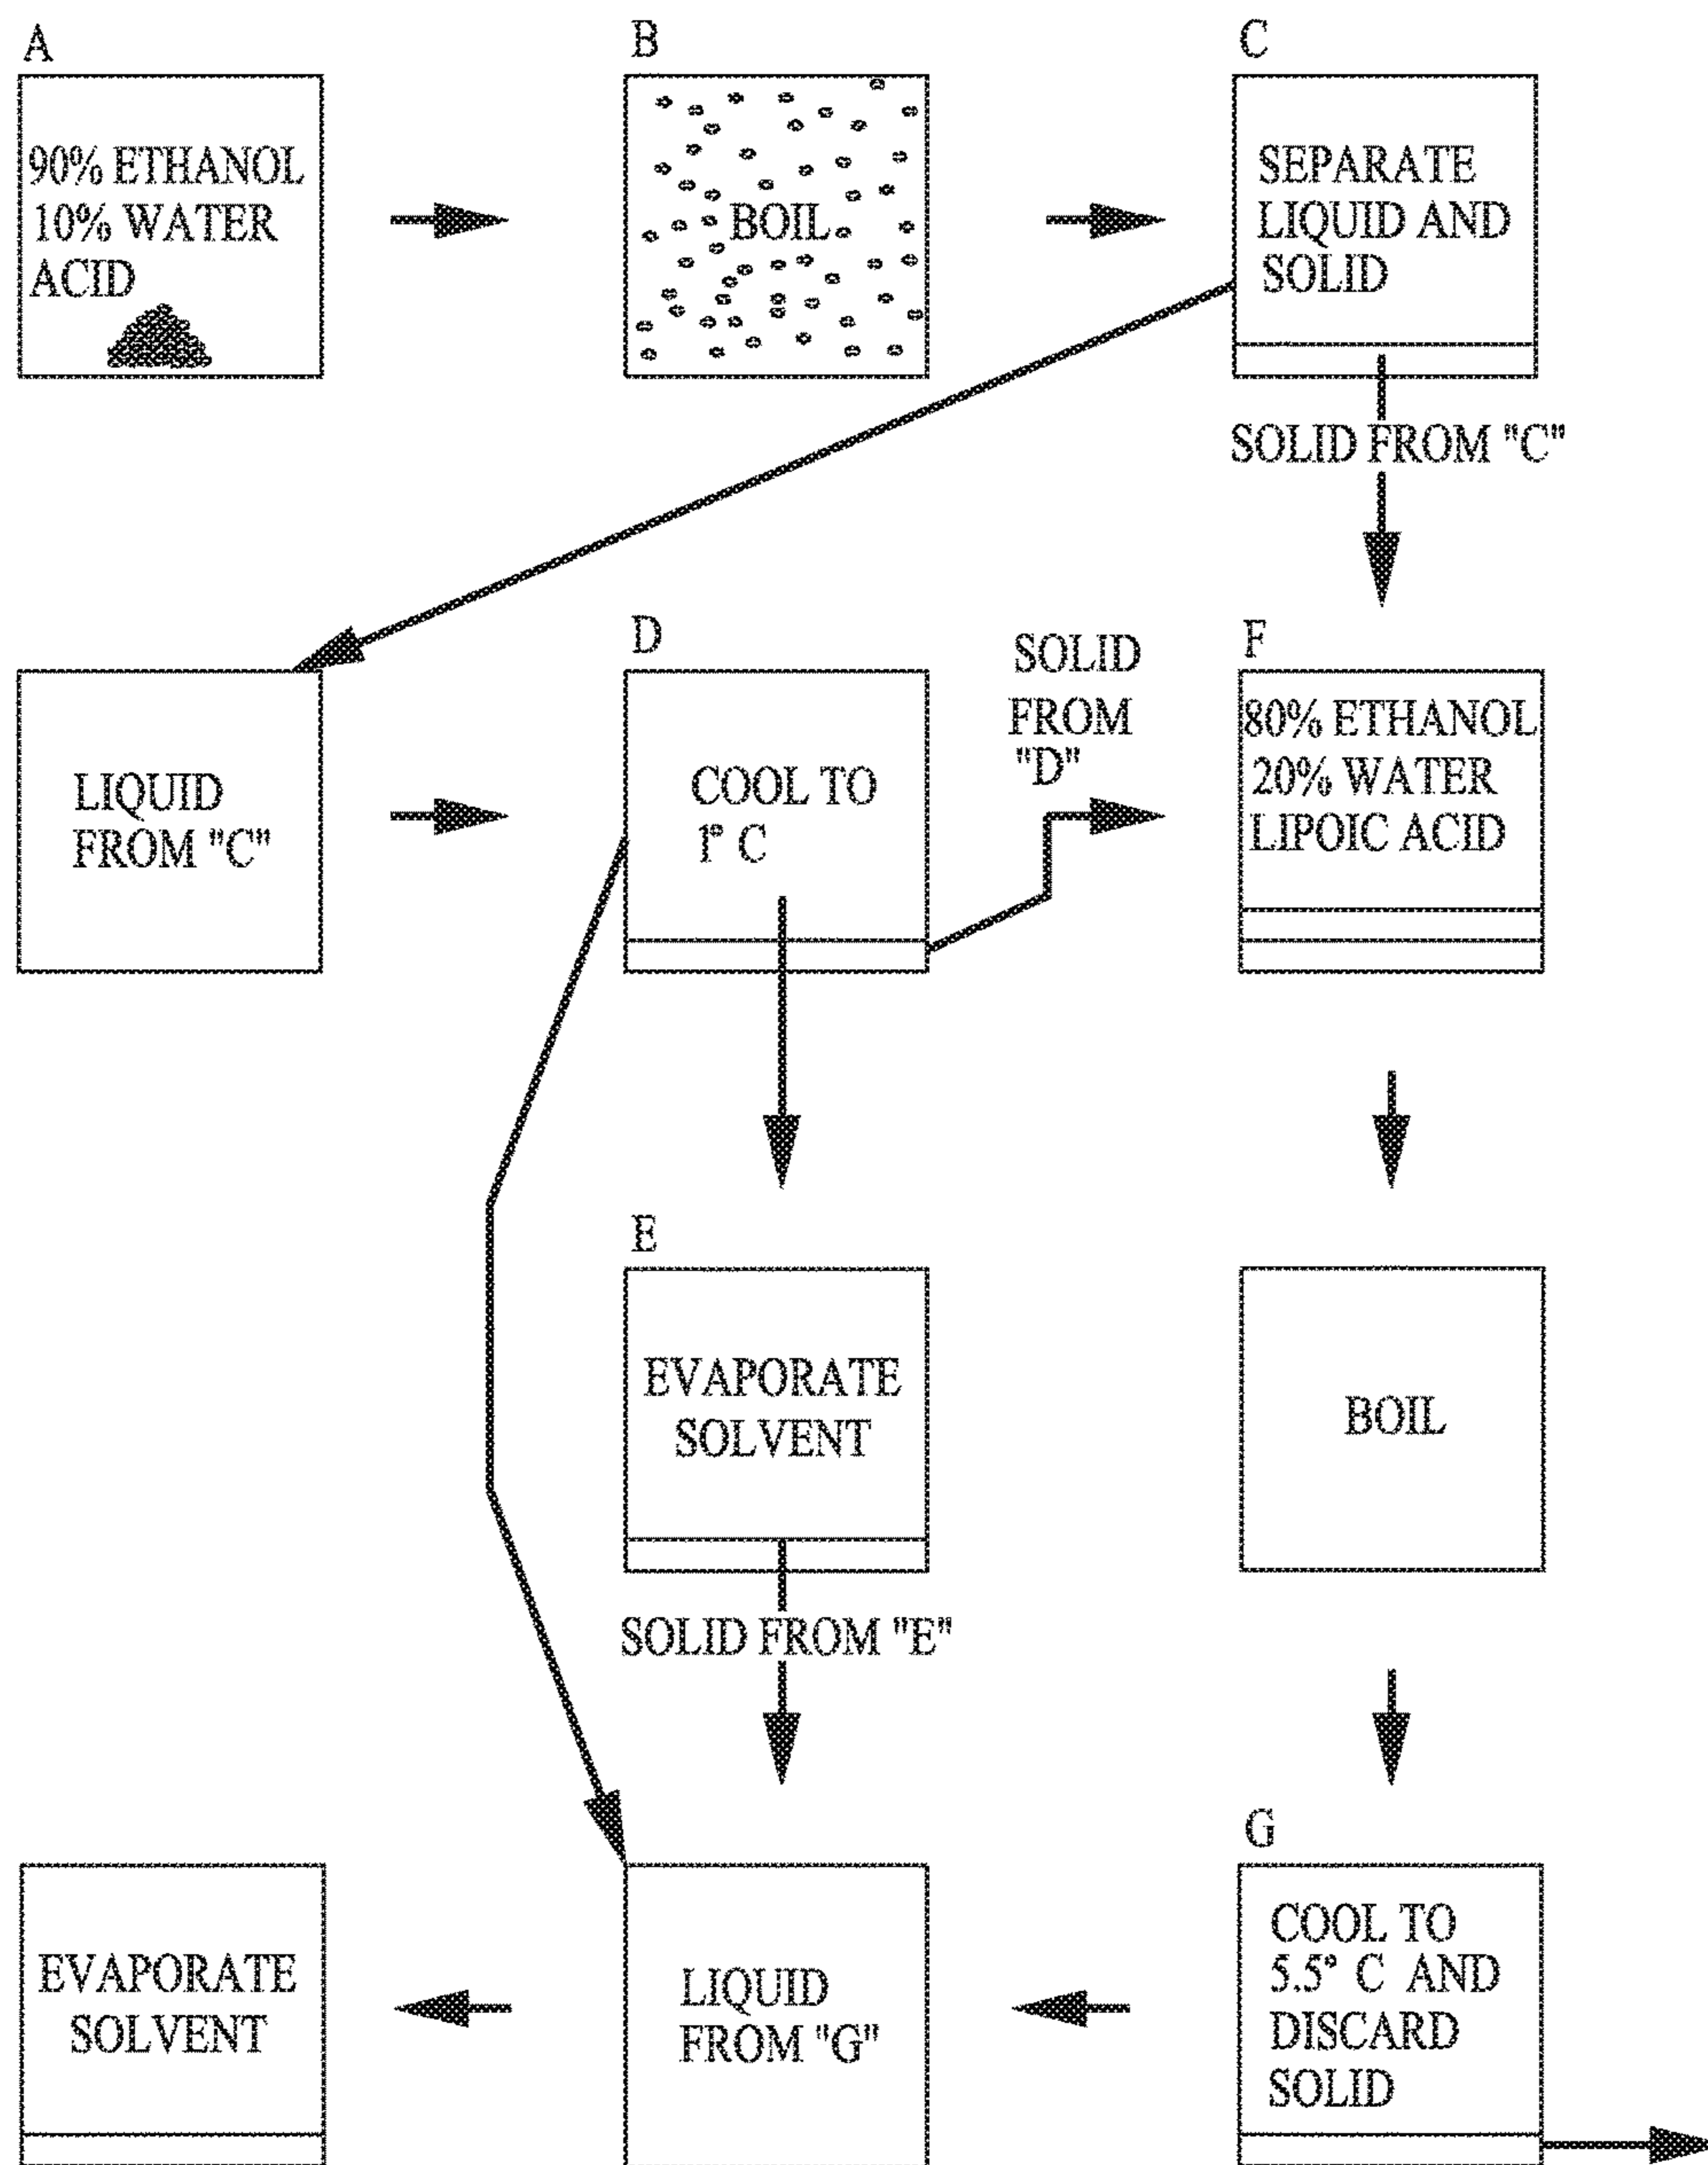 A
90% ETHANOL
10% WATER
ACID
B
BOIL
C
SEPARATE
LIQUID AND
SOLID
SOLID FROM "C"
LIQUID
FROM "C"
D
COOL TO
1° C
SOLID
FROM
"D"
F
80% ETHANOL
20% WATER
LIPOIC ACID
E
EVAPORATE
SOLVENT
SOLID FROM "E"
BOIL
EVAPORATE
SOLVENT
LIQUID
FROM "G"
G
COOL TO
5.5° C AND
DISCARD
SOLID